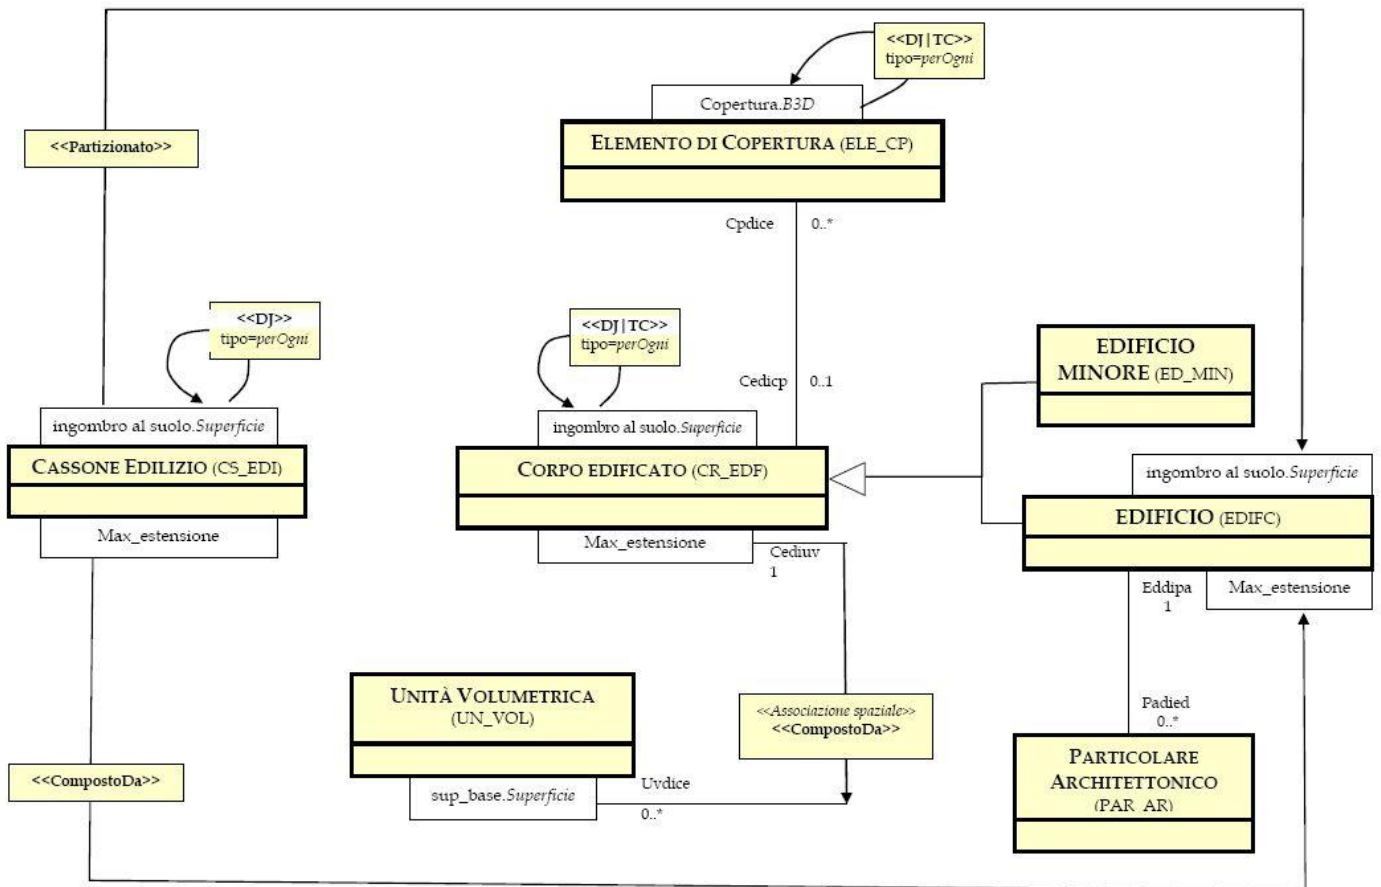 <<DJ|TC>>
tipo=perOgni
Copertura.B3D
ELEMENTO DI COPERTURA (ELE_CP)
<<Partizionato>>
Cpdice 0..*
<<DJ>>
tipo=perOgni
<<DJ|TC>>
tipo=perOgni
EDIFICIO
MINORE (ED_MIN)
Cedicp 0..1
ingombro al suolo.Superficie
CASSONE EDILIZIO (CS_EDI)
Max_estensione
ingombro al suolo.Superficie
CORPO EDIFICATO (CR_EDF)
Max_estensione
Cediuv
1
ingombro al suolo.Superficie
EDIFICIO (EDIFC)
Eddipa
1
Max_estensione
UNITÀ VOLUMETRICA
(UN_VOL)
sup_base.Superficie
Uvdice
0..*
<<Associazione spaziale>>
<<CompostoDa>>
Padied
0..*
PARTICOLARE
ARCHITETTONICO
(PAR_AR)
<<CompostoDa>>